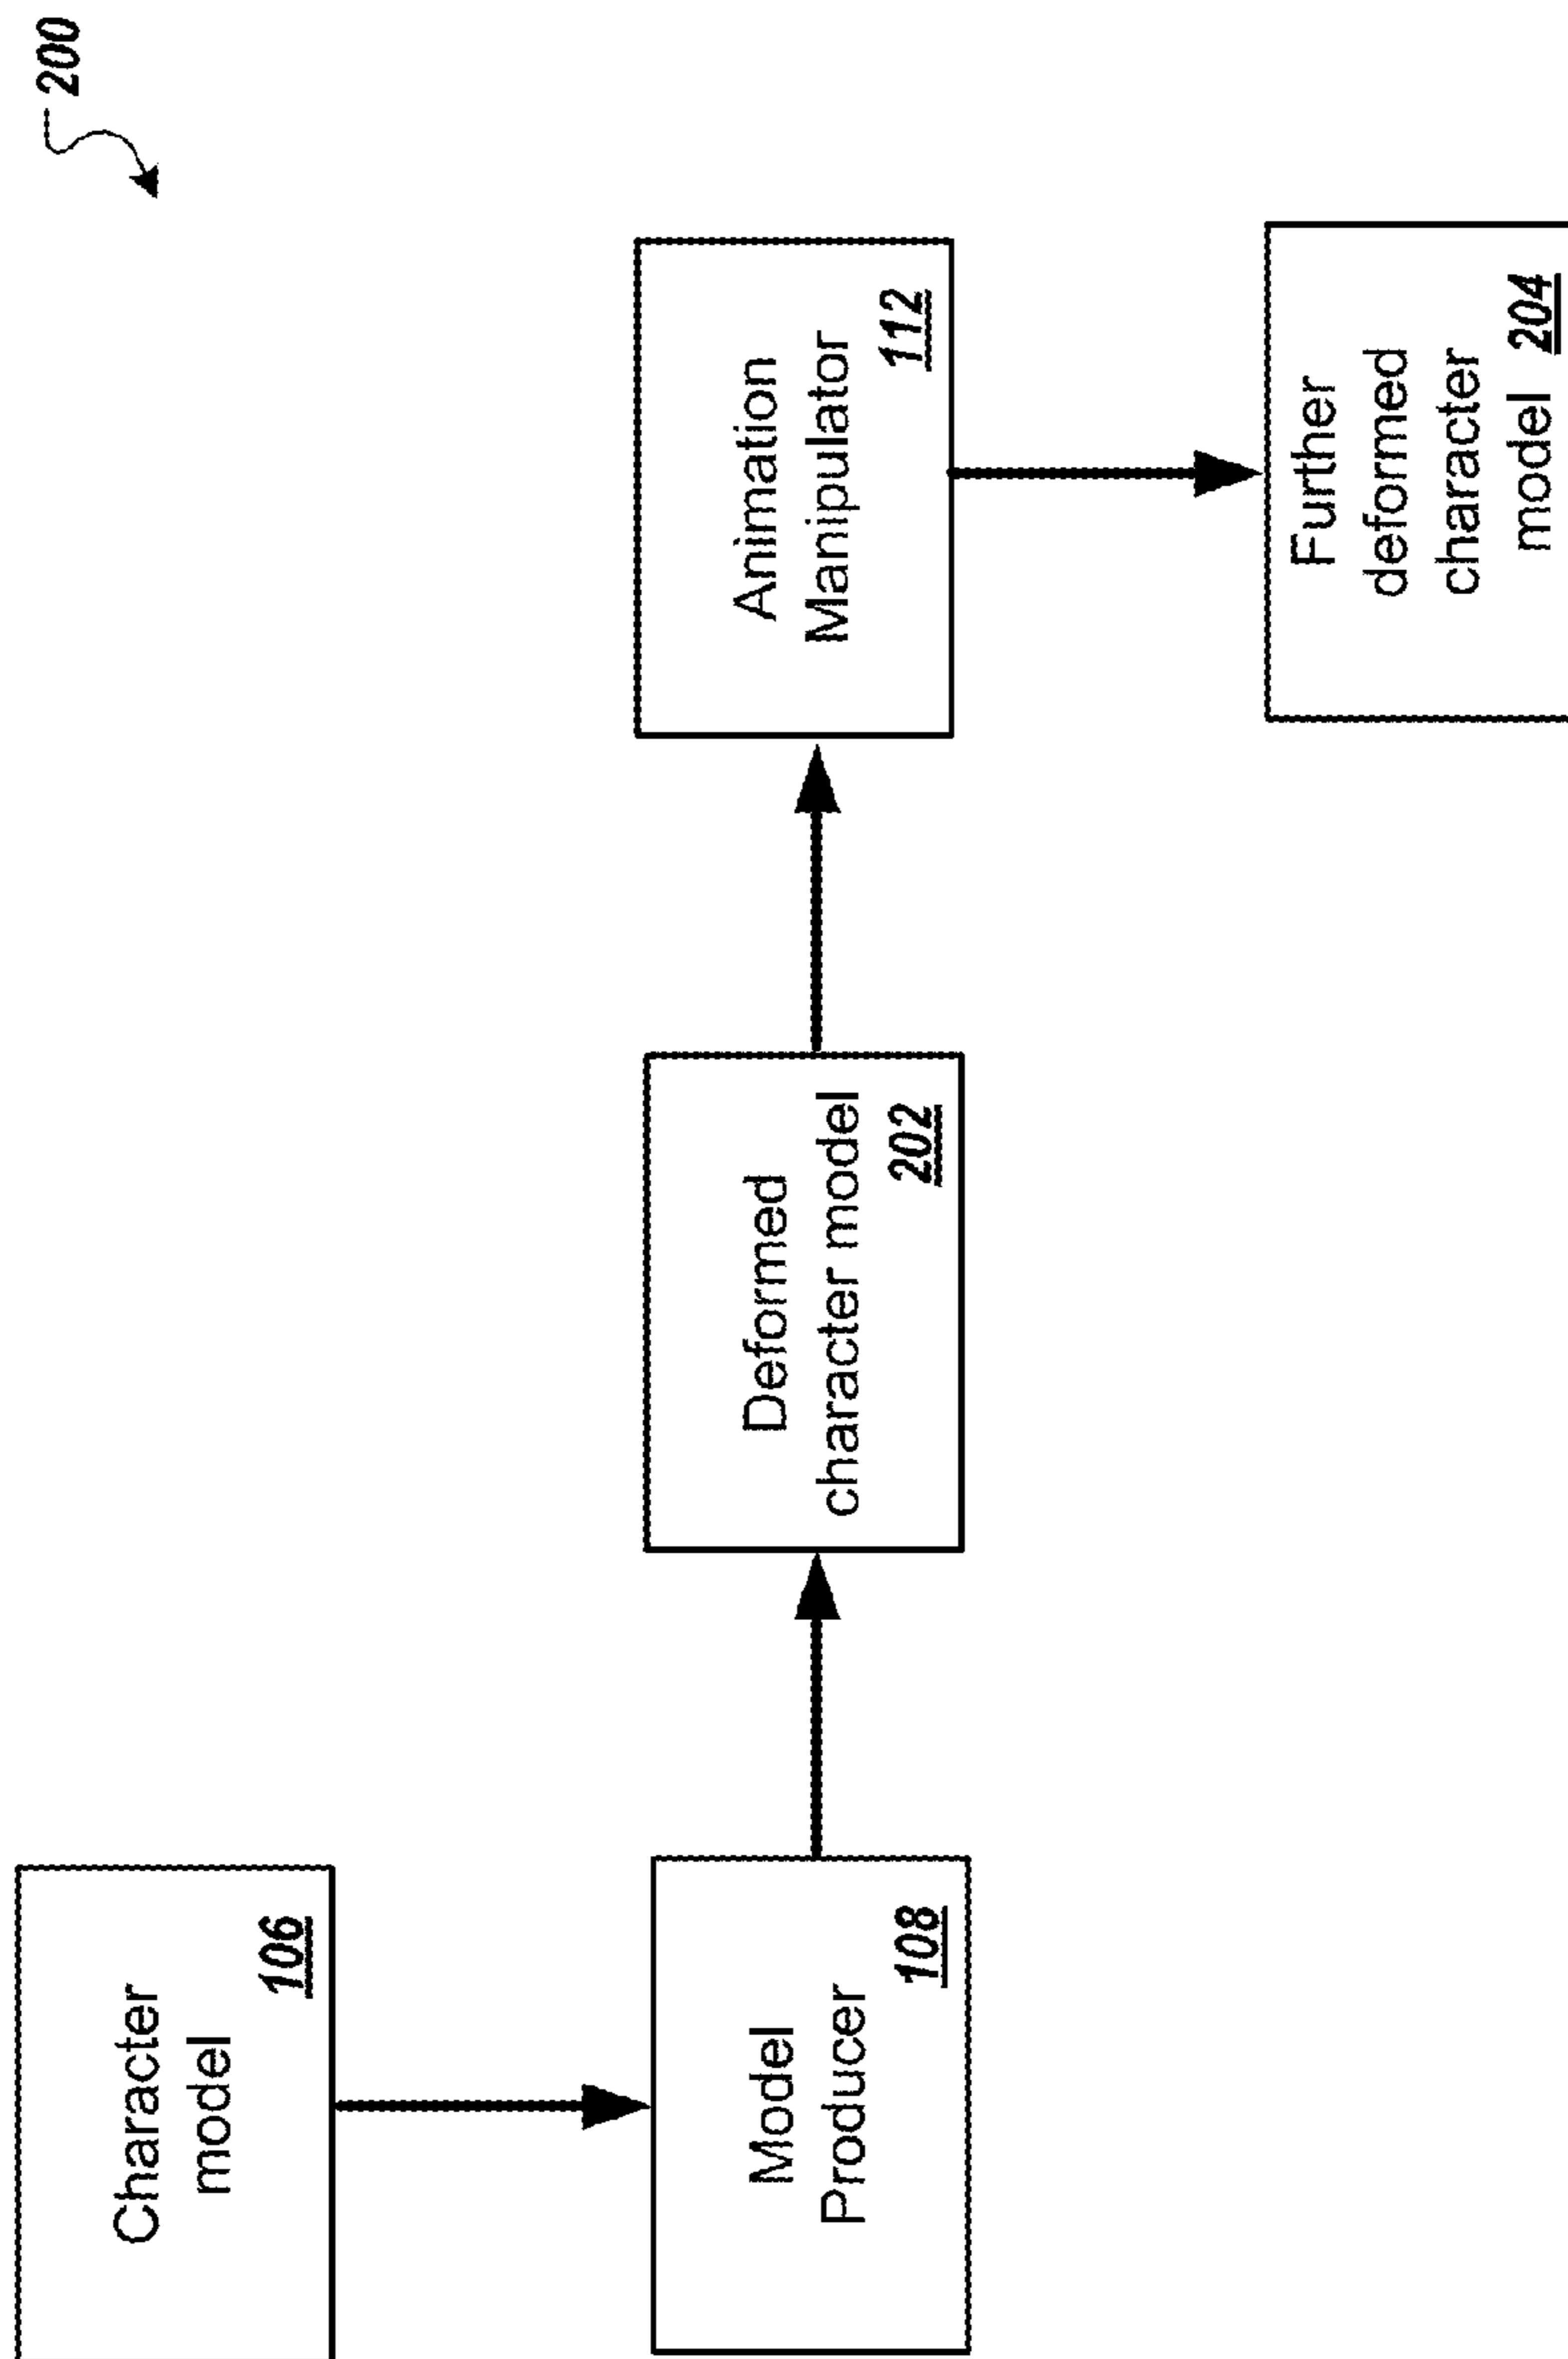 200
Character
model
106
Model
Producer
108
Deformed
character model
202
Animation
Manipulator
112
Further
deformed
character
model 204